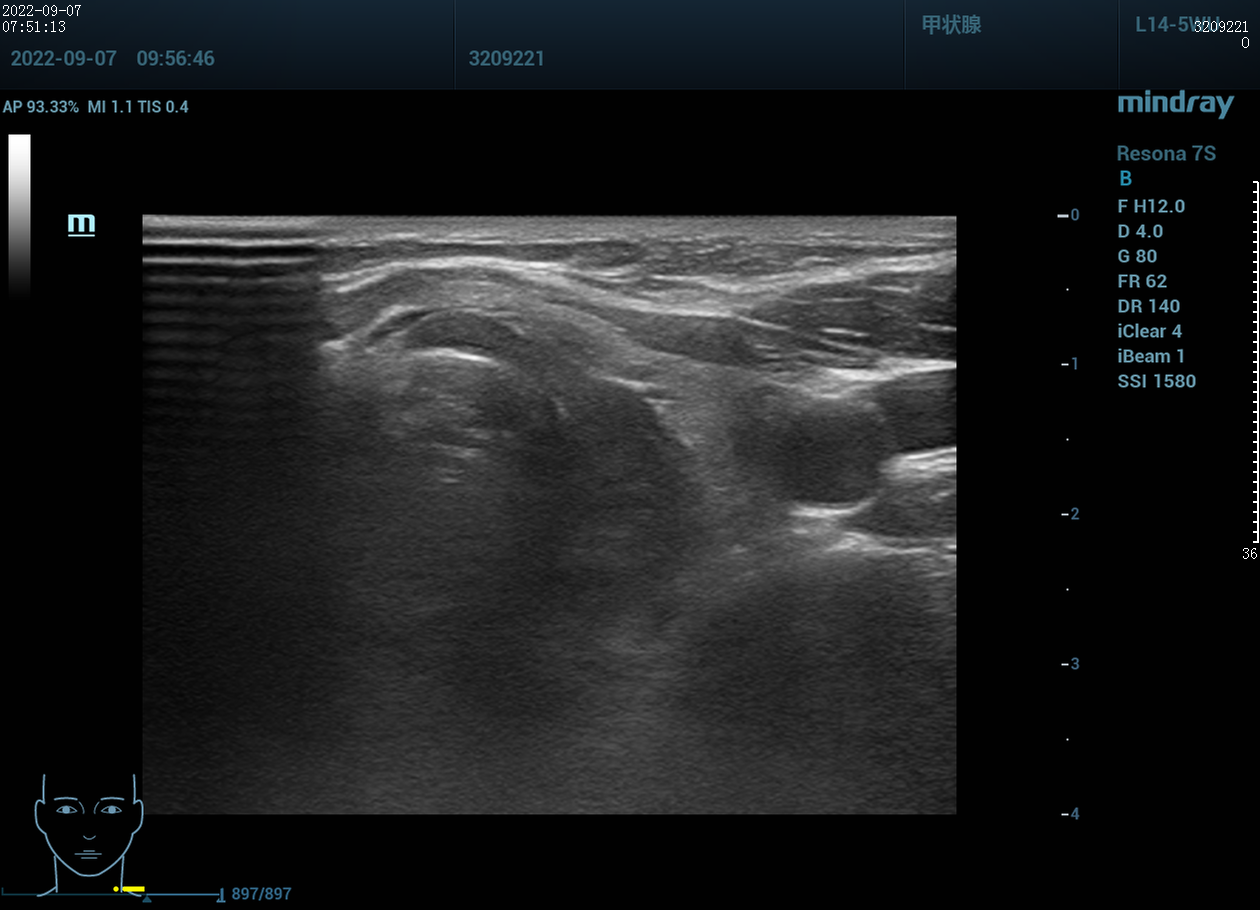 2022-09-07
07:51:13
2022-09-07 09:56:46
3209221
甲状腺
3209221
0
AP 93.33% MI 1.1 TIS 0.4
mindray
Resona 7S
B
F H12.0
D 4.0
G 80
FR 62
DR 140
iClear 4
iBeam 1
SSI 1580
m
0
1
2
3
4
36
897/897